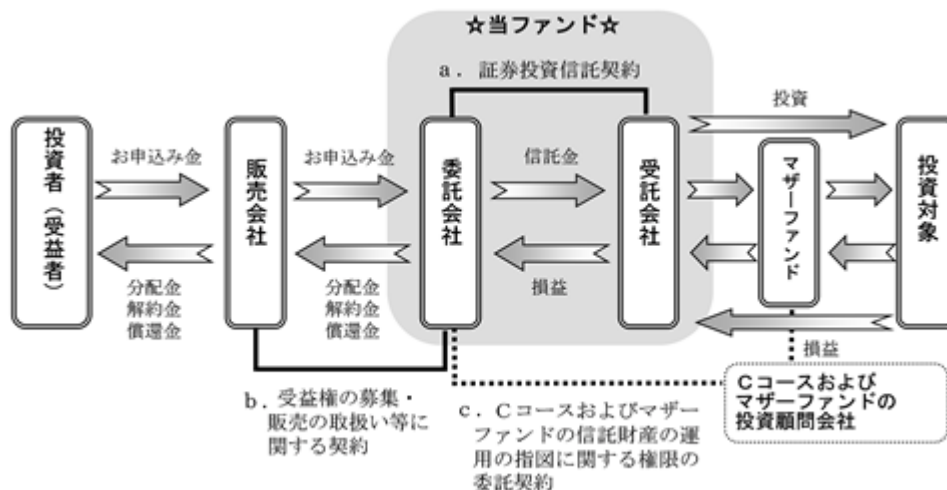 ☆当ファンド☆
a．証券投資信託契約
投資者（受益者）
お申込み金
分配金
解約金
償還金
販売会社
お申込み金
分配金
解約金
償還金
委託会社
信託金
損益
受託会社
投資
マザーファンド
損益
投資対象
b．受益権の募集・
販売の取扱い等に
関する契約
c．Cコースおよびマザー
ファンドの信託財産の運
用の指図に関する権限の
委託契約
Cコースおよび
マザーファンドの
投資顧問会社